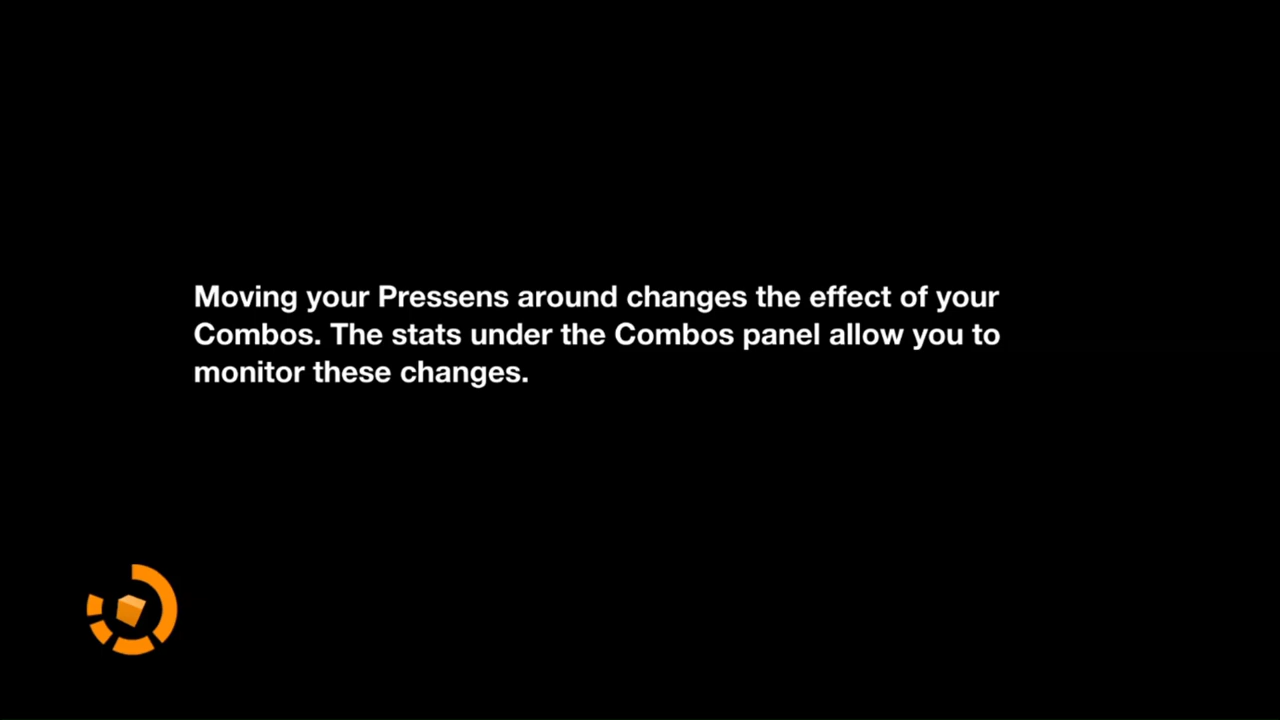 Moving your Pressens around changes the effect of your
Combos. The stats under the Combos panel allow you to
monitor these changes.